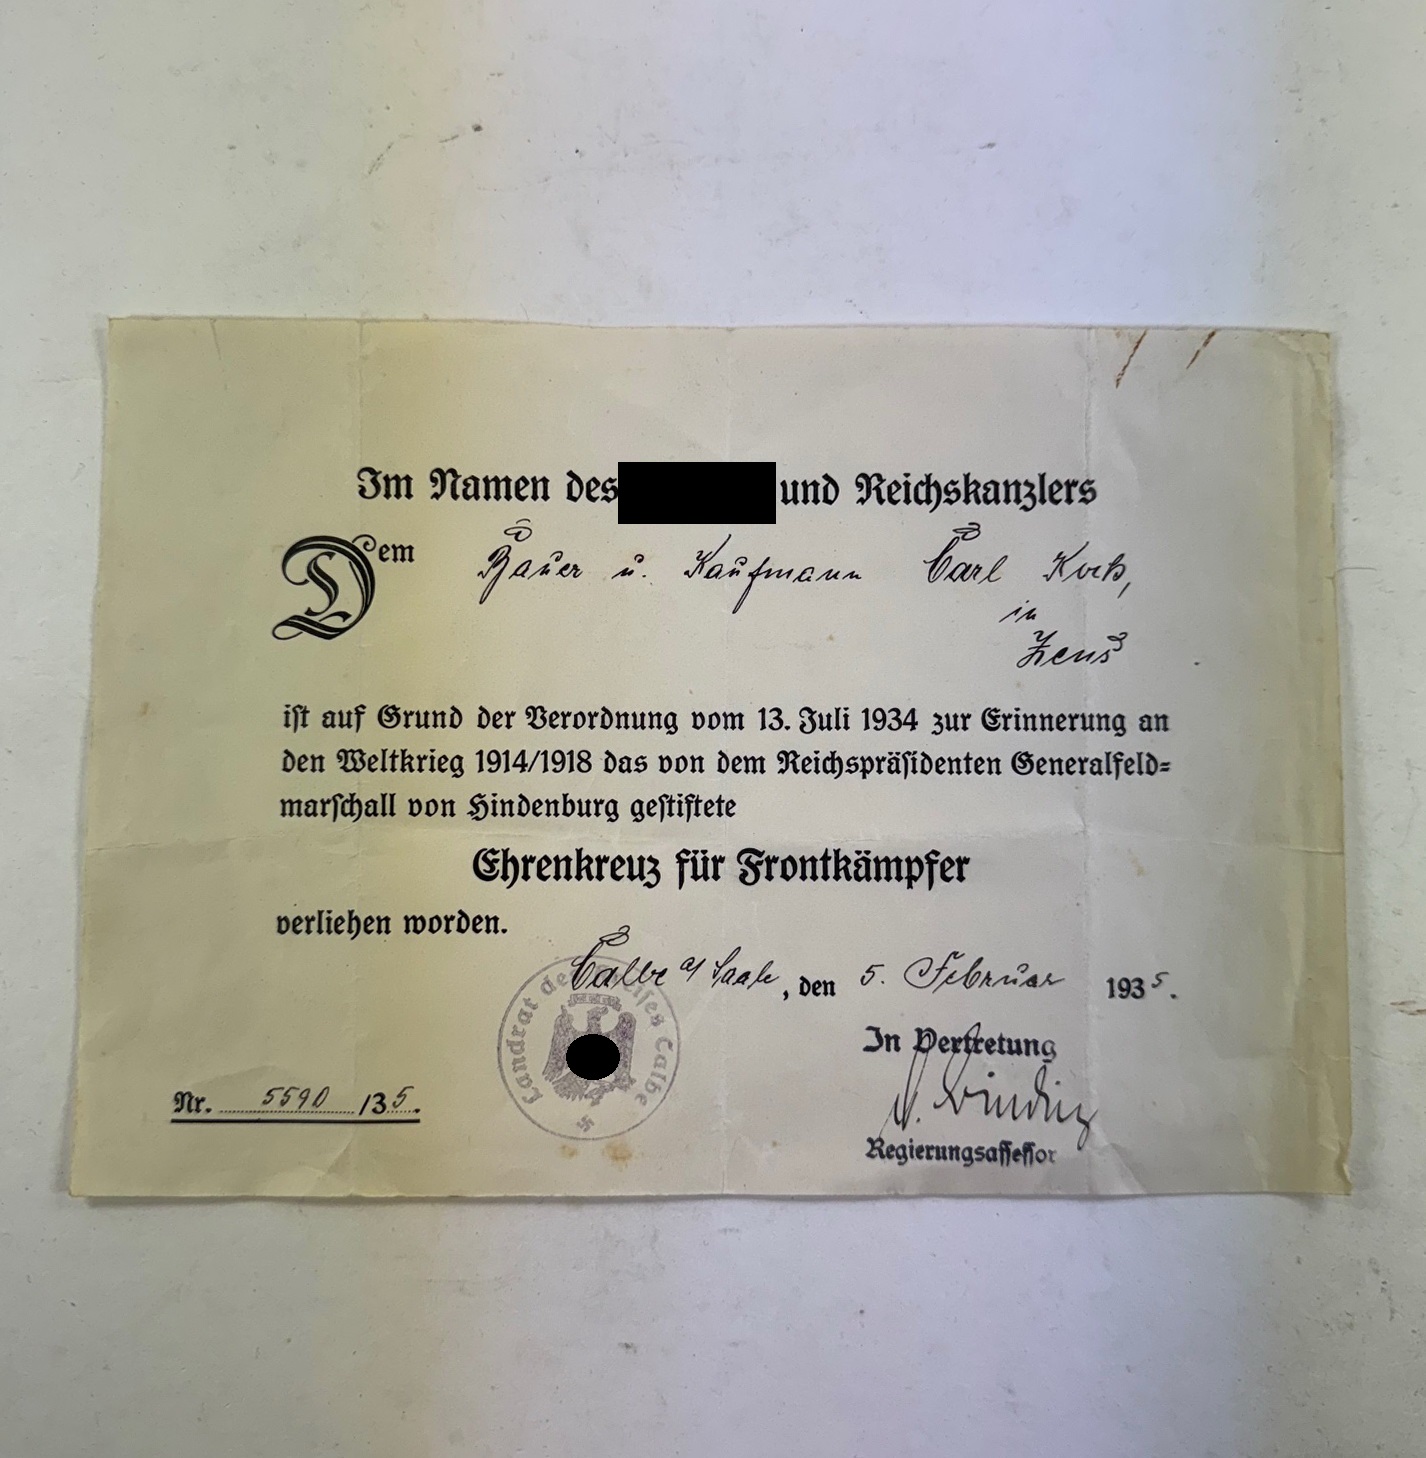 Im Namen des und Reichskanzlers
Dem Bauer u. Kaufmann Carl Koch,
in
Zens
ist auf Grund der Verordnung vom 13. Juli 1934 zur Erinnerung an
den Weltkrieg 1914/1918 das von dem Reichspräsidenten Generalfeld=
marschall von Hindenburg gestiftete
Ehrenkreuz für Frontkämpfer
verliehen worden.
Calbe a/ Saale, den 5. Februar 1935.
Landrat des Kreises Calbe
In Vertretung
Nr. 5590 /35.
Regierungsassessor